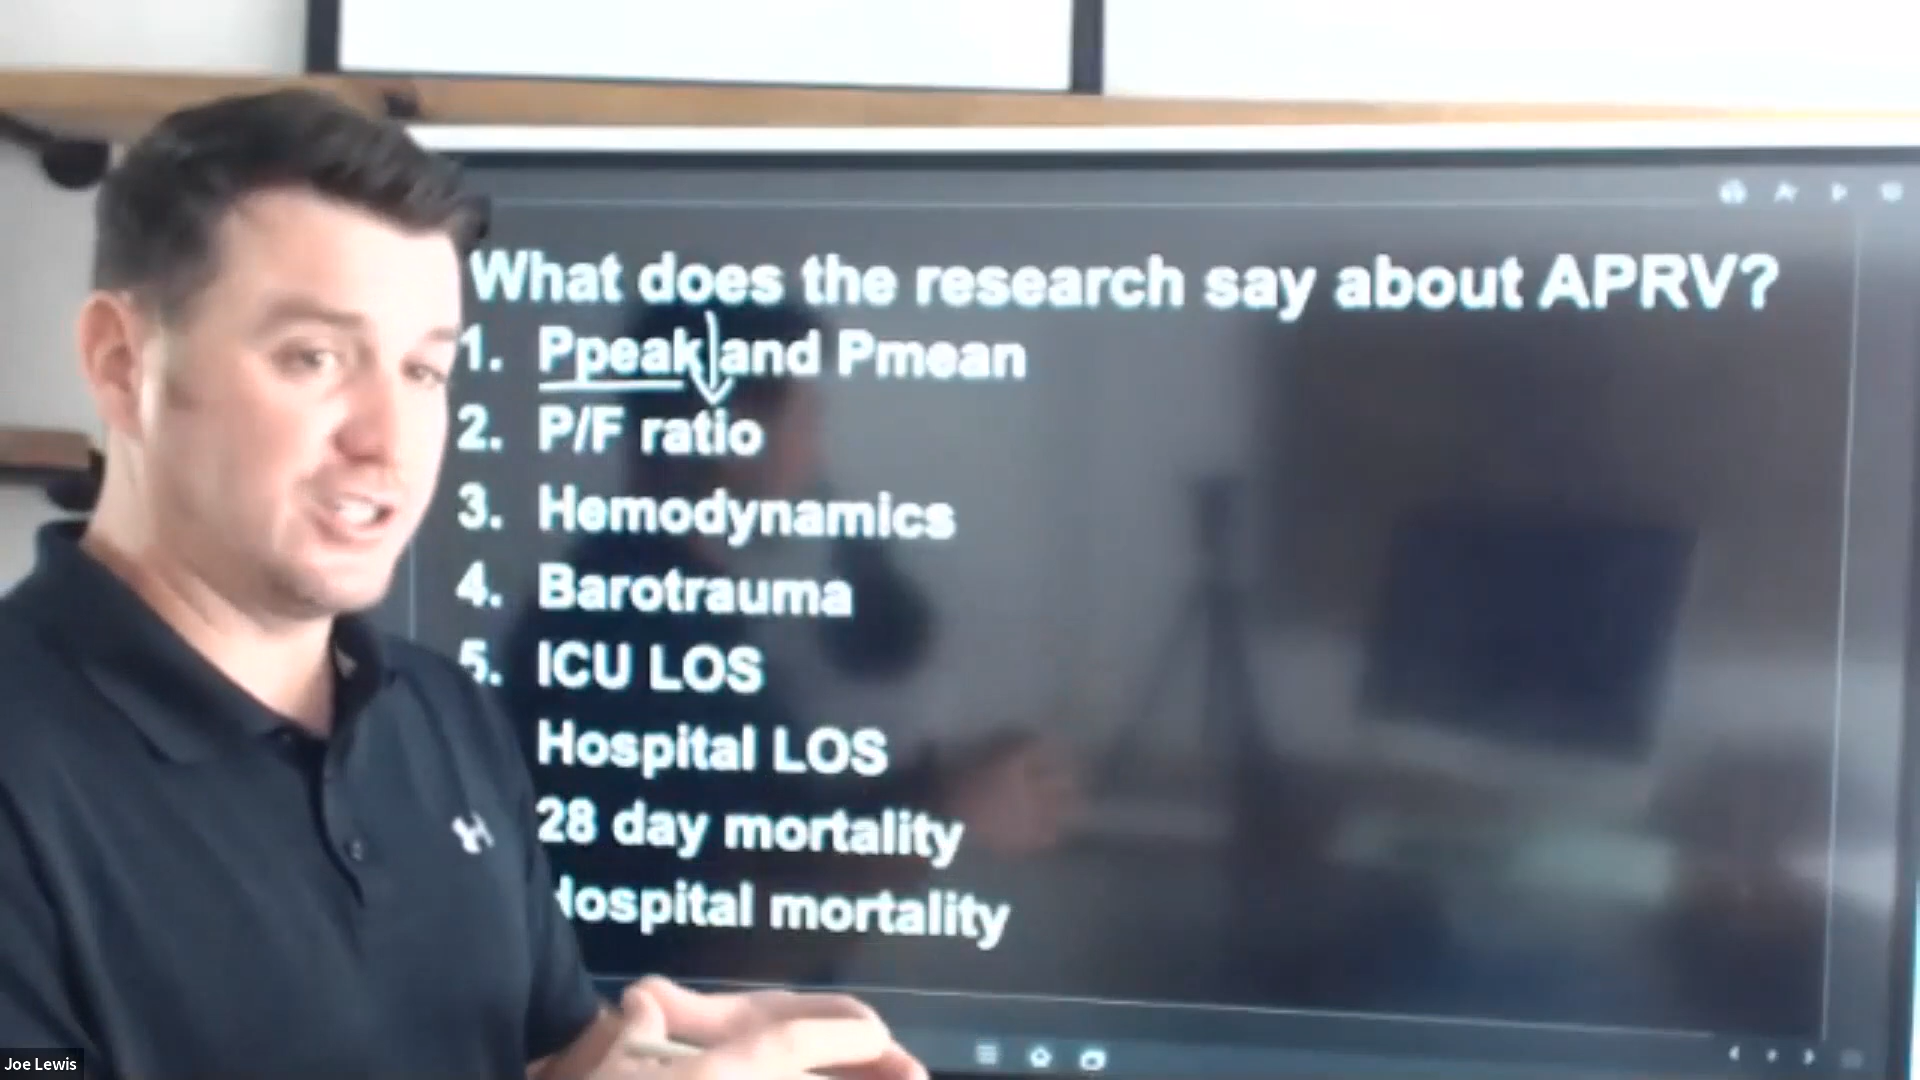 What does the research say about APRV?
1. Ppeak and Pmean
2. P/F ratio
3. Hemodynamics
4. Barotrauma
5. ICU LOS
Hospital LOS
28 day mortality
Hospital mortality
Joe Lewis